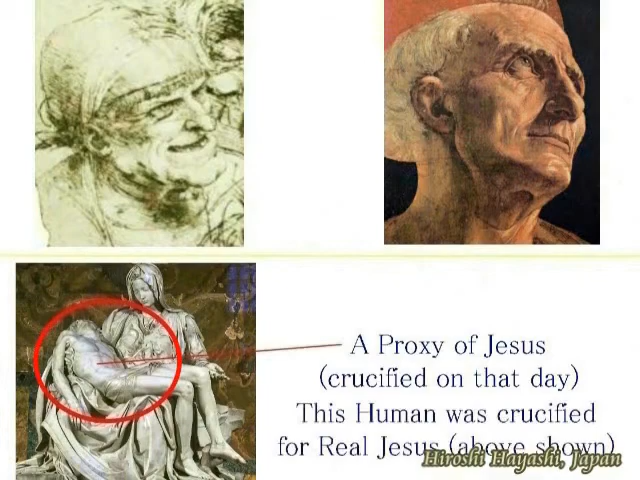 A Proxy of Jesus
(crucified on that day)
This Human was crucified
for Real Jesus (above shown)
Hiroshi Hayashi, Japan